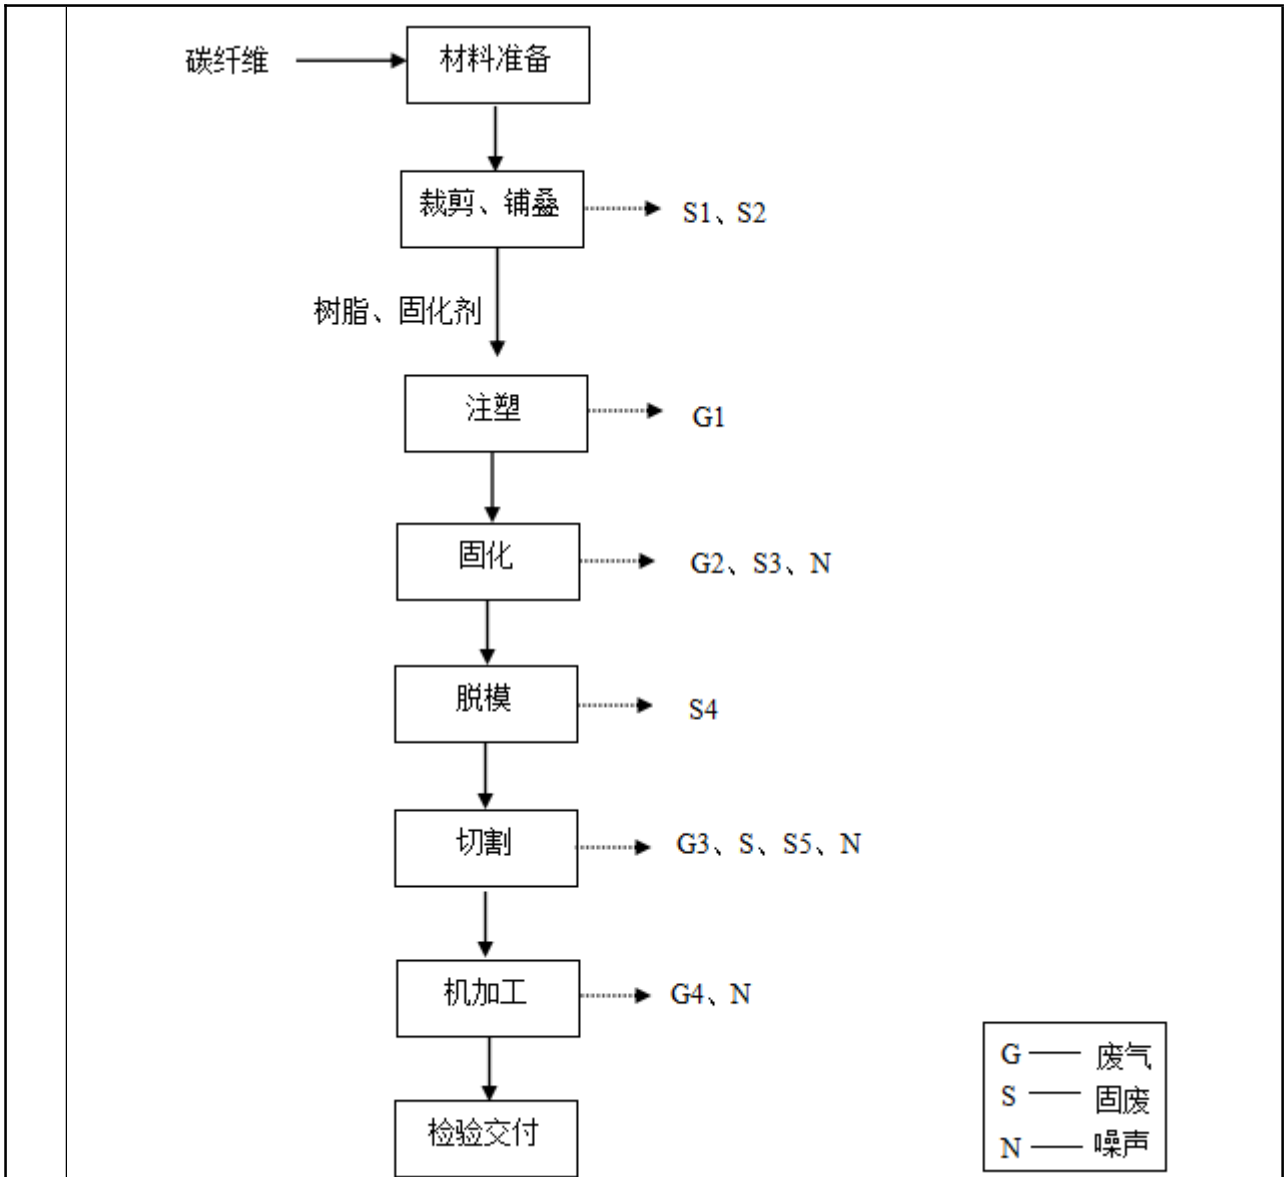 碳纤维
材料准备
裁剪、铺叠
S1、S2
树脂、固化剂
注塑
G1
固化
G2、S3、N
脱模
S4
切割
G3、S、S5、N
机加工
G4、N
检验交付
G —— 废气
S —— 固废
N —— 噪声